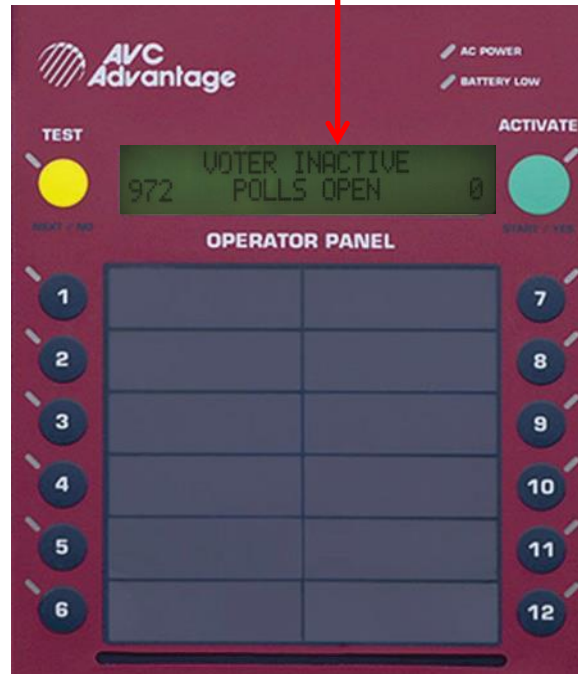 AVC
Advantage
AC POWER
BATTERY LOW
TEST
ACTIVATE
VOTER INACTIVE
972 POLLS OPEN 0
NEXT / NO
START / YES
OPERATOR PANEL
1
7
2
8
3
9
4
10
5
11
6
12